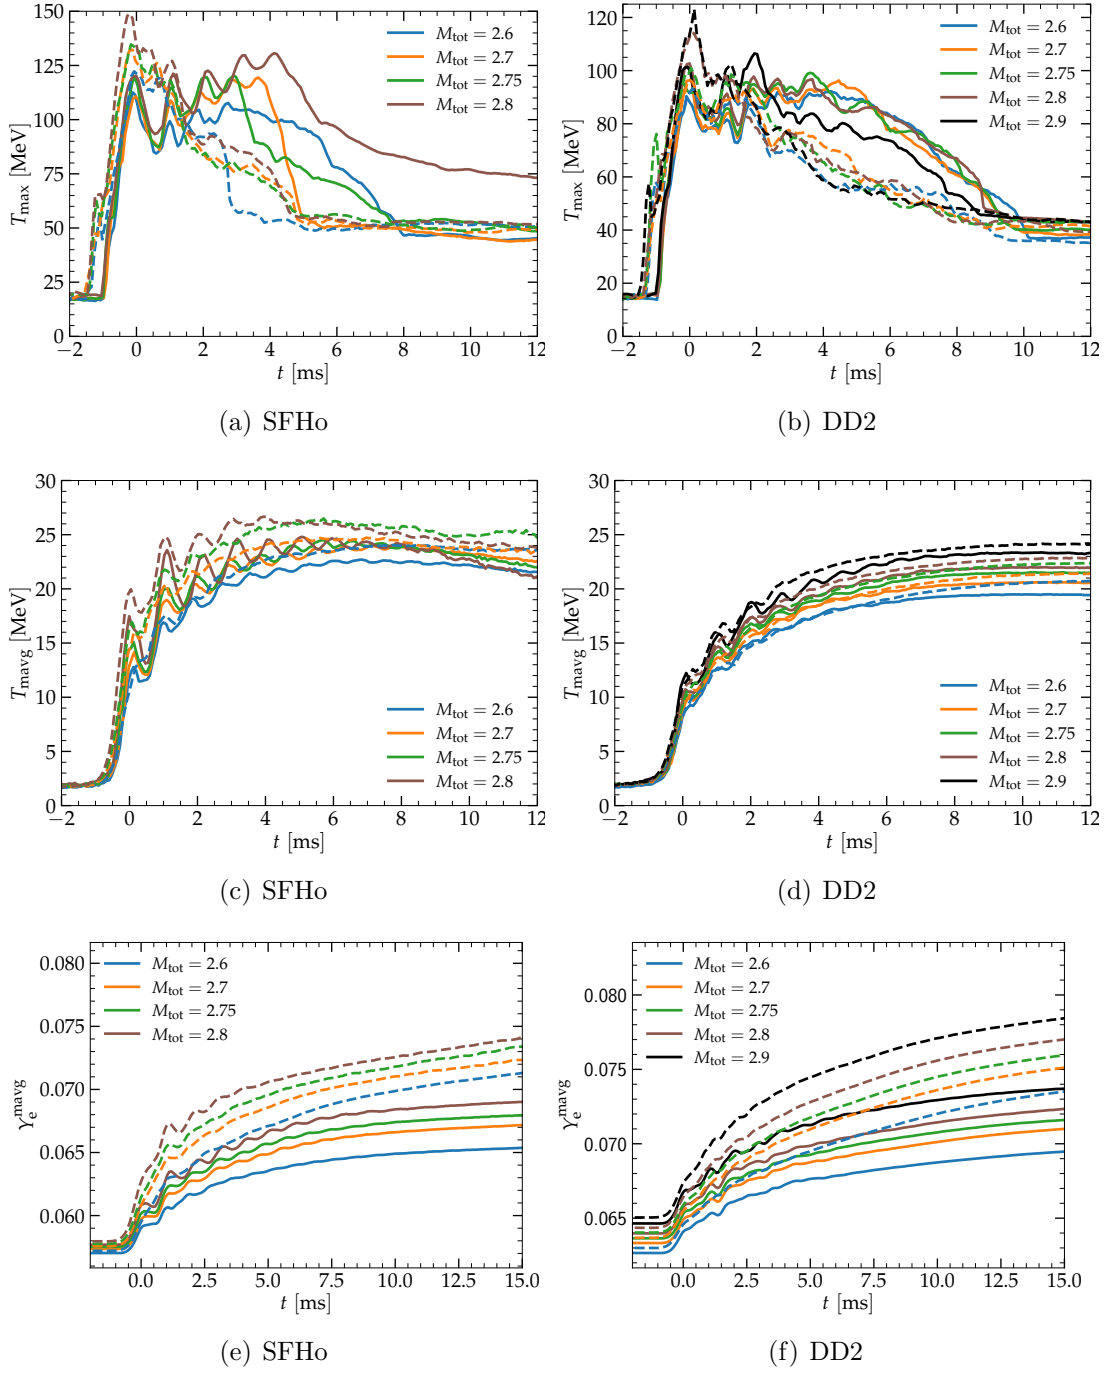 150
125
100
75
50
25
0
T_max [MeV]
M_tot = 2.6
M_tot = 2.7
M_tot = 2.75
M_tot = 2.8
−2 0 2 4 6 8 10 12
t [ms]
(a) SFHo
120
100
80
60
40
20
0
T_max [MeV]
M_tot = 2.6
M_tot = 2.7
M_tot = 2.75
M_tot = 2.8
M_tot = 2.9
−2 0 2 4 6 8 10 12
t [ms]
(b) DD2
30
25
20
15
10
5
0
T_mavg [MeV]
M_tot = 2.6
M_tot = 2.7
M_tot = 2.75
M_tot = 2.8
−2 0 2 4 6 8 10 12
t [ms]
(c) SFHo
30
25
20
15
10
5
0
T_mavg [MeV]
M_tot = 2.6
M_tot = 2.7
M_tot = 2.75
M_tot = 2.8
M_tot = 2.9
−2 0 2 4 6 8 10 12
t [ms]
(d) DD2
0.080
0.075
0.070
0.065
0.060
Y_e^mavg
M_tot = 2.6
M_tot = 2.7
M_tot = 2.75
M_tot = 2.8
0.0 2.5 5.0 7.5 10.0 12.5 15.0
t [ms]
(e) SFHo
0.080
0.075
0.070
0.065
Y_e^mavg
M_tot = 2.6
M_tot = 2.7
M_tot = 2.75
M_tot = 2.8
M_tot = 2.9
0.0 2.5 5.0 7.5 10.0 12.5 15.0
t [ms]
(f) DD2